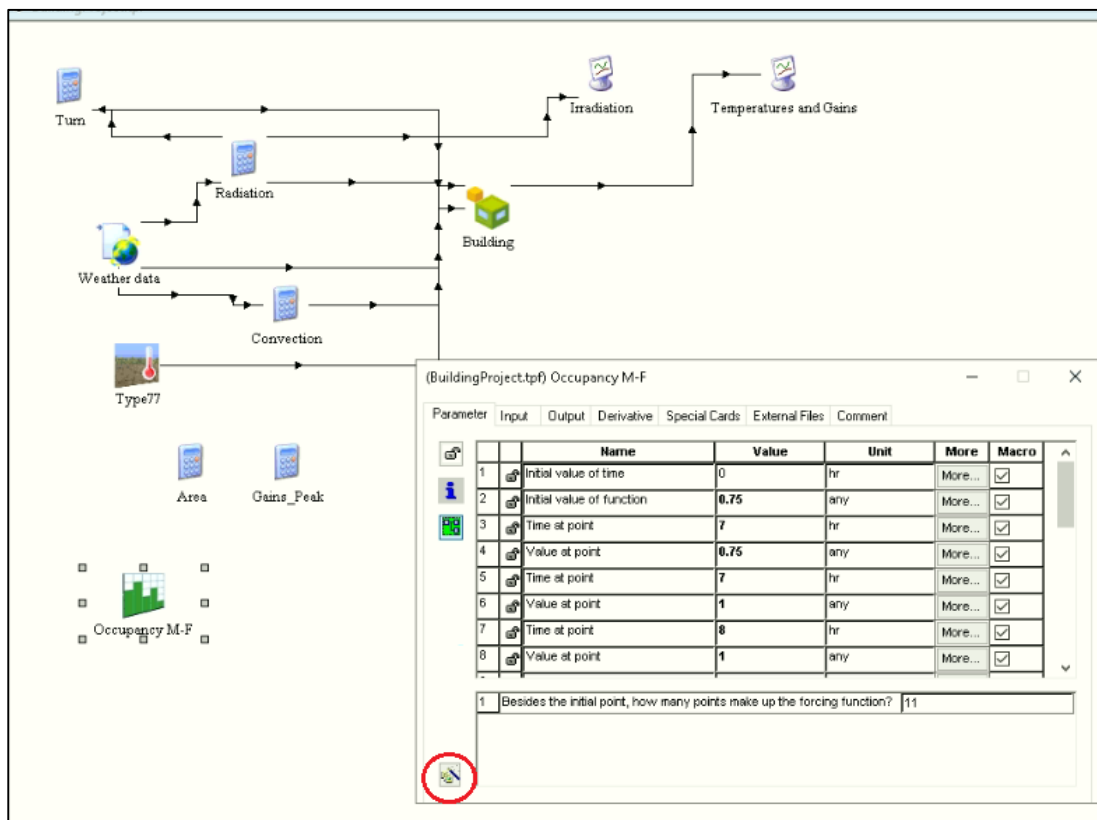 Turn
Irradiation
Temperatures and Gains
Radiation
Building
Weather data
Convection
Type77
Area
Gains_Peak
Occupancy M-F
(BuildingProject.tpf) Occupancy M-F
Parameter Input Output Derivative Special Cards External Files Comment
Name Value Unit More Macro
1 Initial value of time 0 hr More...
2 Initial value of function 0.75 any More...
3 Time at point 7 hr More...
4 Value at point 0.75 any More...
5 Time at point 7 hr More...
6 Value at point 1 any More...
7 Time at point 8 hr More...
8 Value at point 1 any More...
1 Besides the initial point, how many points make up the forcing function? 11